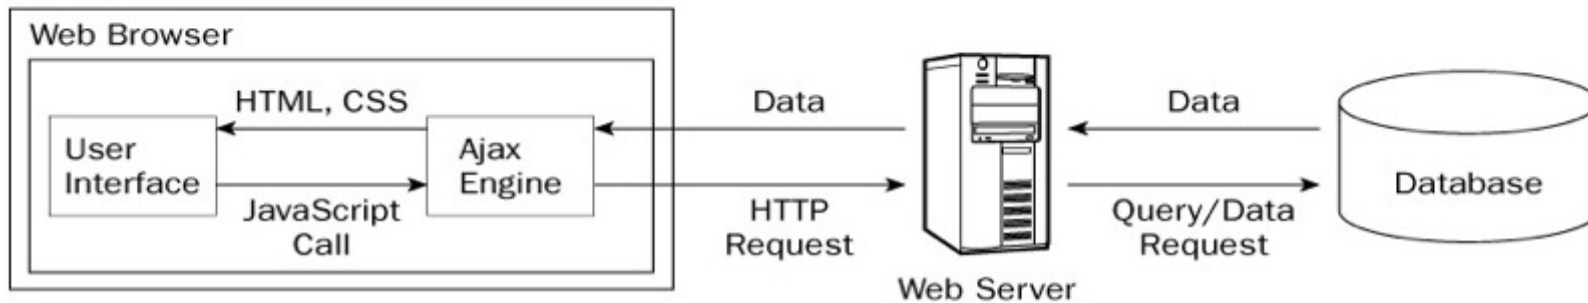 Web Browser
HTML, CSS
Data
Data
User
Interface
Ajax
Engine
Database
JavaScript
Call
HTTP
Request
Query/Data
Request
Web Server